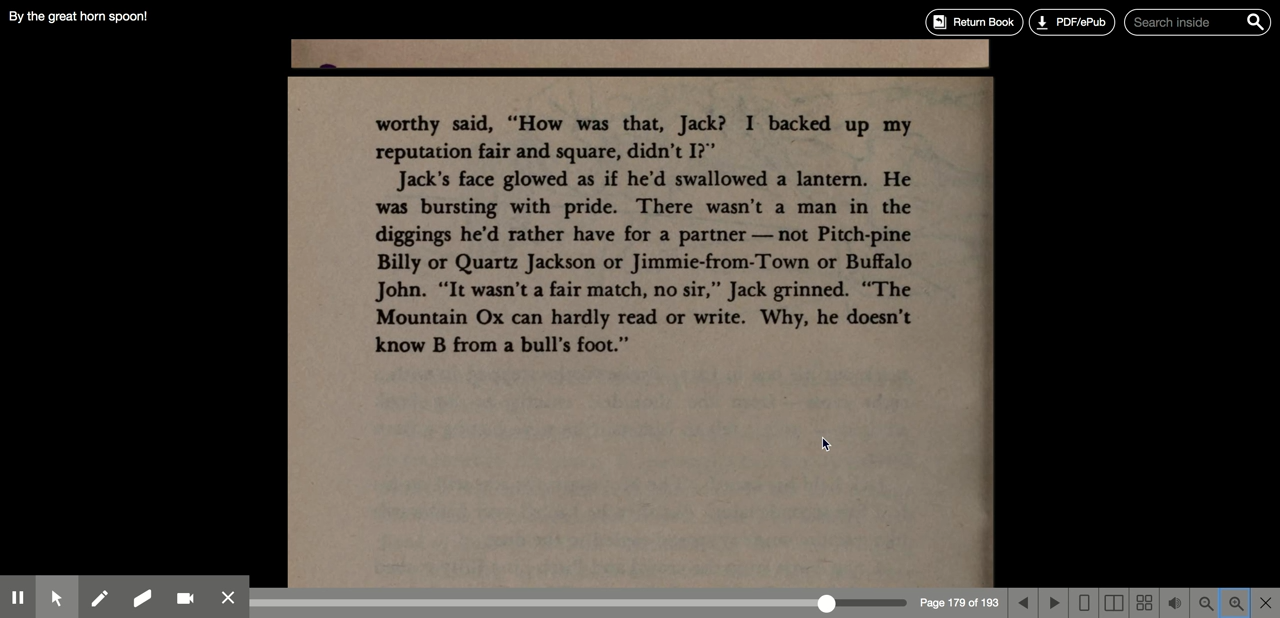 By the great horn spoon!
Return Book
PDF/ePub
Search inside
worthy said, “How was that, Jack? I backed up my
reputation fair and square, didn’t I?”
Jack’s face glowed as if he’d swallowed a lantern. He
was bursting with pride. There wasn’t a man in the
diggings he’d rather have for a partner — not Pitch-pine
Billy or Quartz Jackson or Jimmie-from-Town or Buffalo
John. “It wasn’t a fair match, no sir,” Jack grinned. “The
Mountain Ox can hardly read or write. Why, he doesn’t
know B from a bull’s foot.”
Page 179 of 193